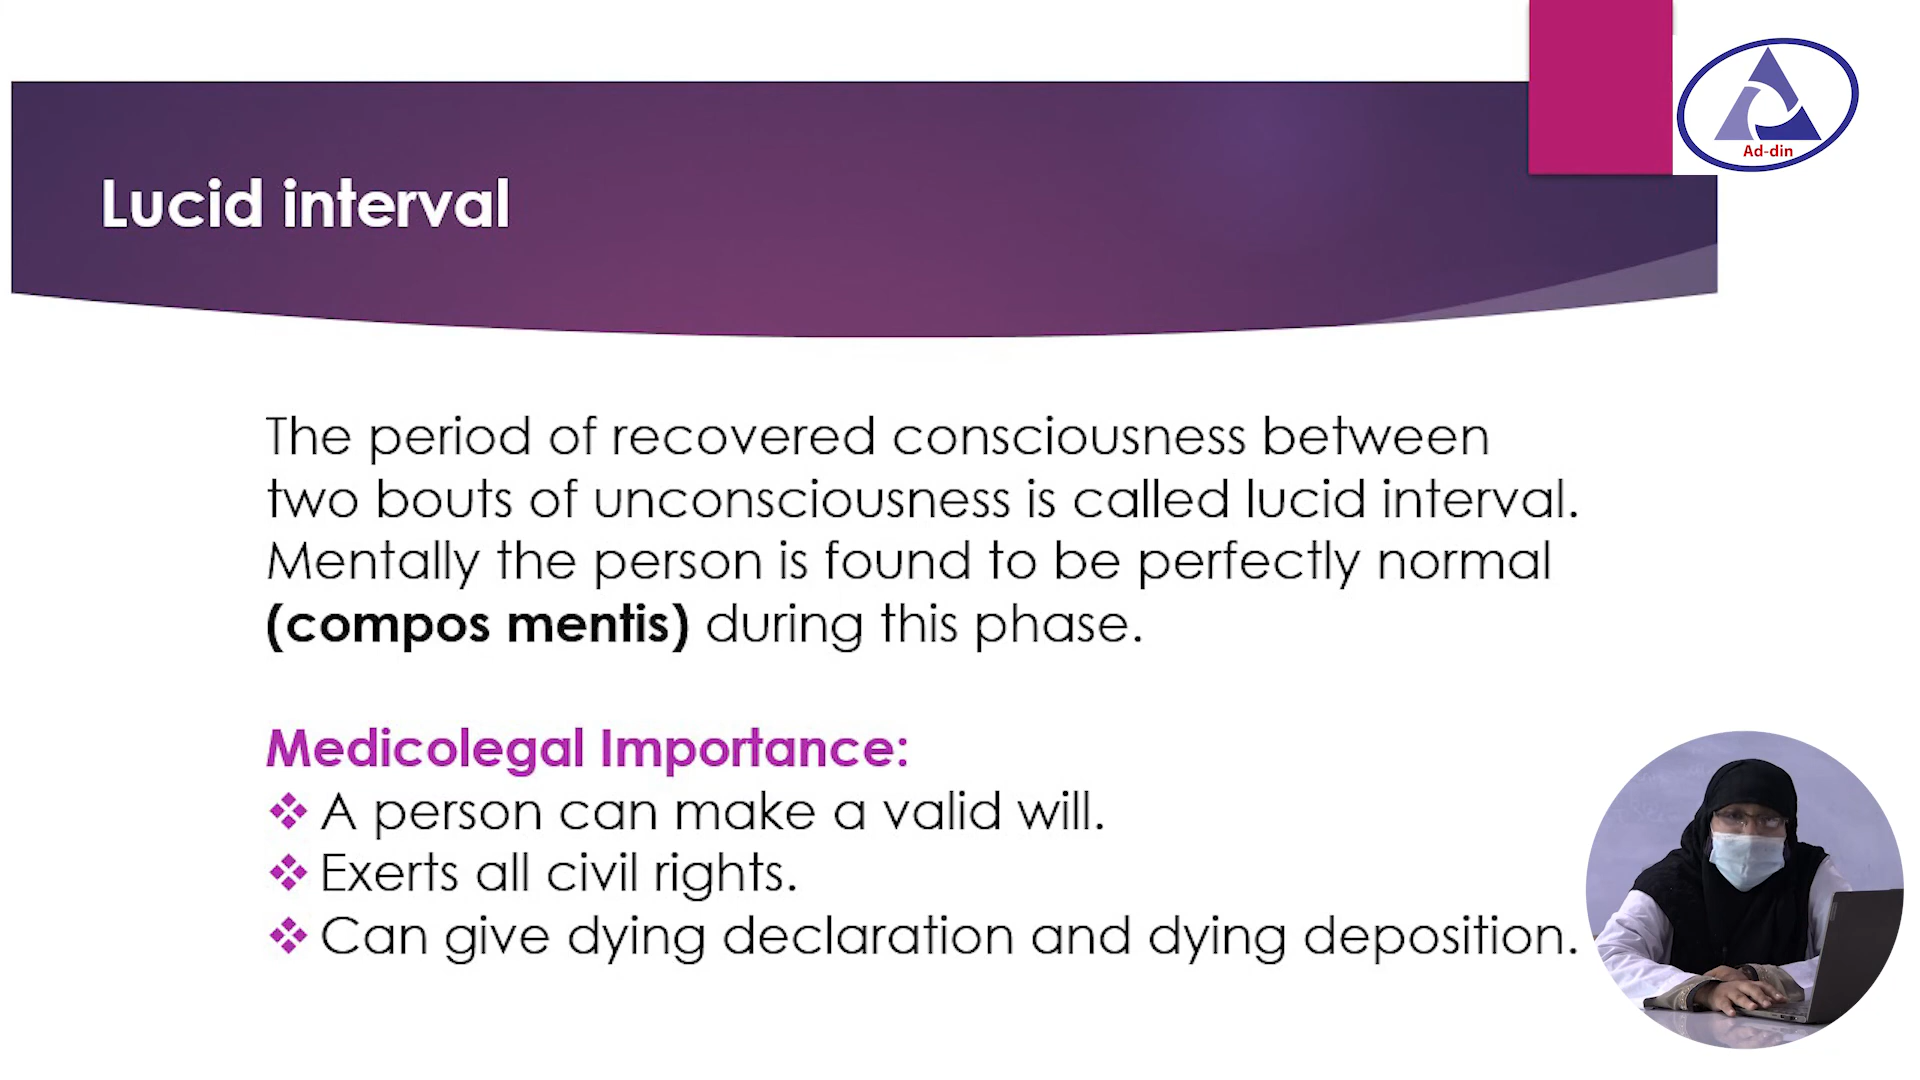 Ad-din
Lucid interval
The period of recovered consciousness between
two bouts of unconsciousness is called lucid interval.
Mentally the person is found to be perfectly normal
(compos mentis) during this phase.
Medicolegal Importance:
❖ A person can make a valid will.
❖ Exerts all civil rights.
❖ Can give dying declaration and dying deposition.